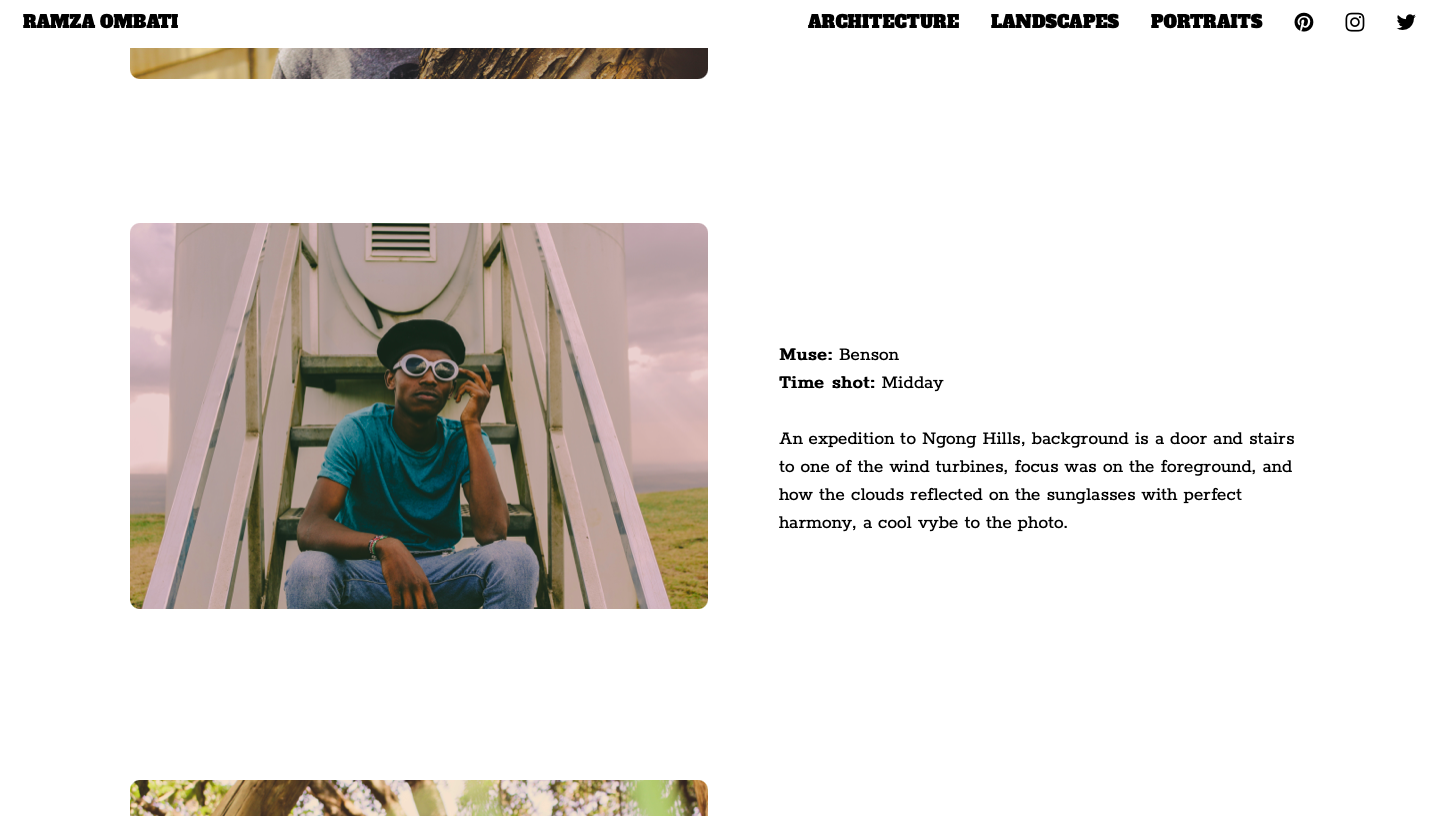 RAMZA OMBATI
ARCHITECTURE LANDSCAPES PORTRAITS
Muse: Benson
Time shot: Midday
An expedition to Ngong Hills, background is a door and stairs
to one of the wind turbines, focus was on the foreground, and
how the clouds reflected on the sunglasses with perfect
harmony, a cool vybe to the photo.